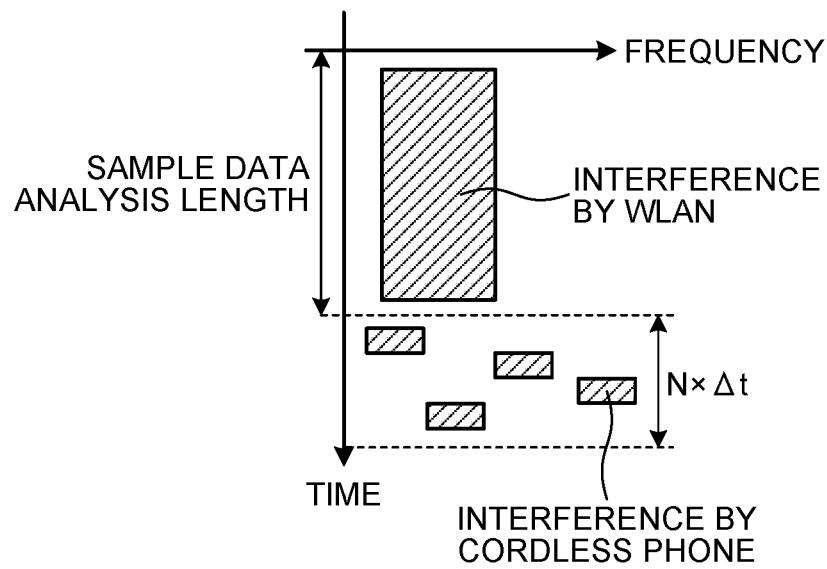 FREQUENCY
SAMPLE DATA
ANALYSIS LENGTH
INTERFERENCE
BY WLAN
N× Δt
TIME
INTERFERENCE BY
CORDLESS PHONE